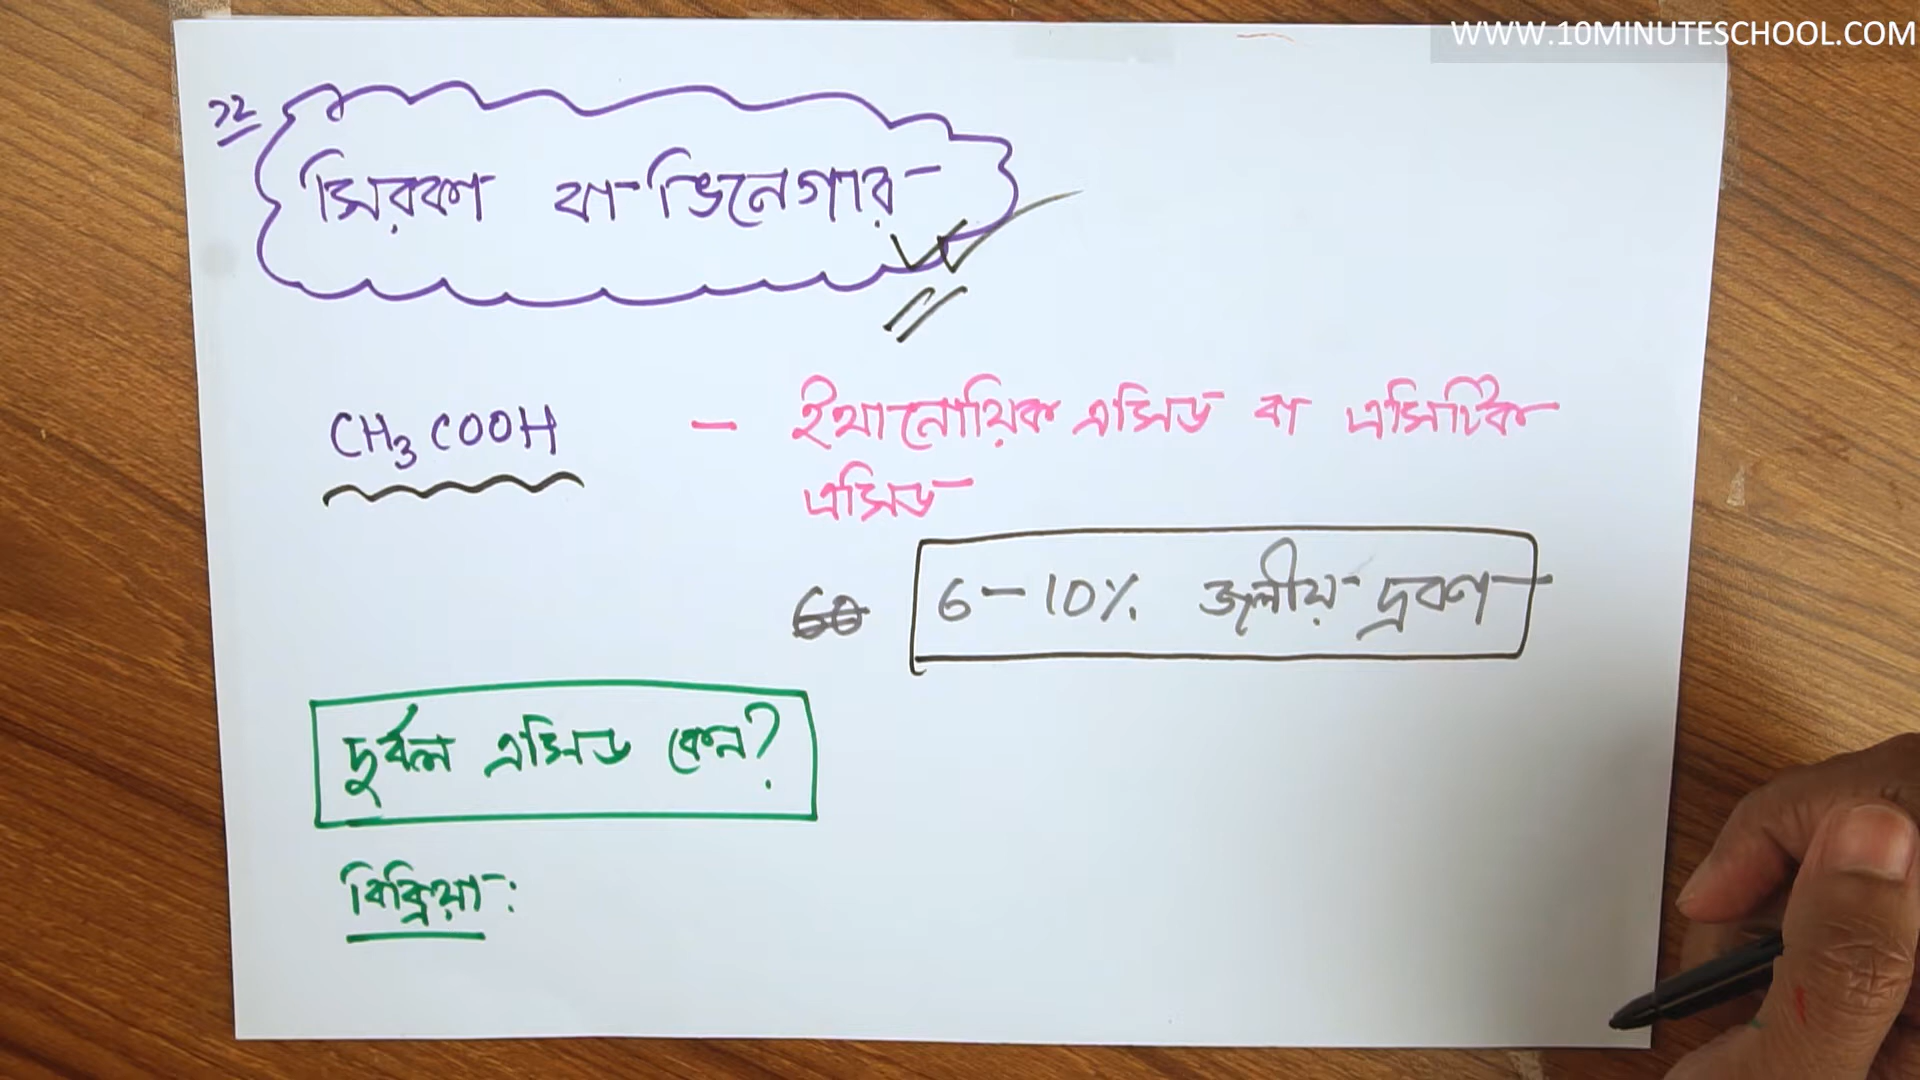 WWW.10MINUTESCHOOL.COM
১২
সিরকা বা ভিনেগার
CH₃COOH - ইথানোয়িক এসিড বা এসিটিক
এসিড
6-10% জলীয় দ্রবণ
দুর্বল এসিড কেন?
বিক্রিয়া: